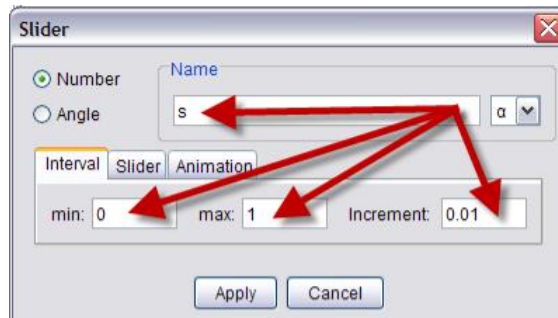 Slider
Number
Name
Angle
s
α
Interval Slider Animation
min: 0 max: 1 Increment: 0.01
Apply Cancel